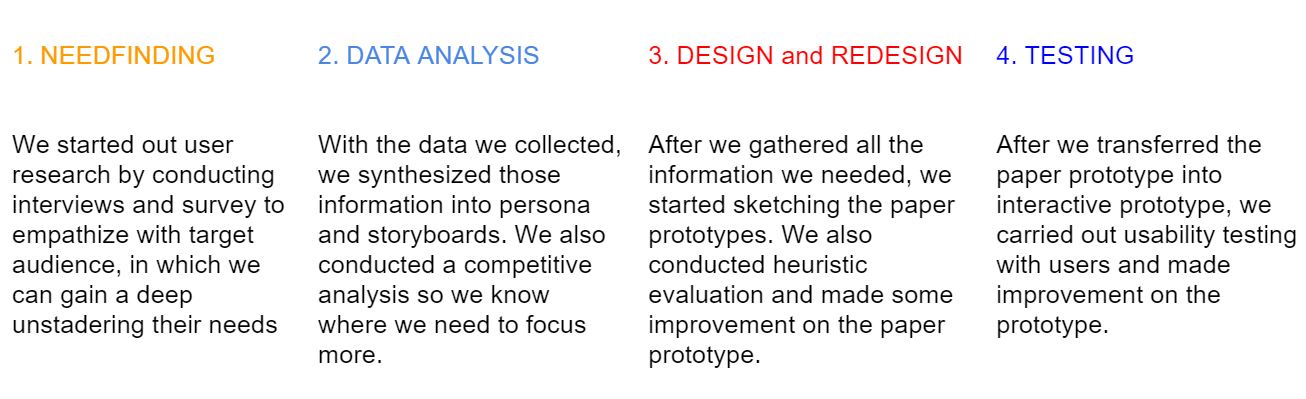 1. NEEDFINDING
We started out user
research by conducting
interviews and survey to
empathize with target
audience, in which we
can gain a deep
unstadering their needs
2. DATA ANALYSIS
With the data we collected,
we synthesized those
information into persona
and storyboards. We also
conducted a competitive
analysis so we know
where we need to focus
more.
3. DESIGN and REDESIGN
After we gathered all the
information we needed, we
started sketching the paper
prototypes. We also
conducted heuristic
evaluation and made some
improvement on the paper
prototype.
4. TESTING
After we transferred the
paper prototype into
interactive prototype, we
carried out usability testing
with users and made
improvement on the
prototype.